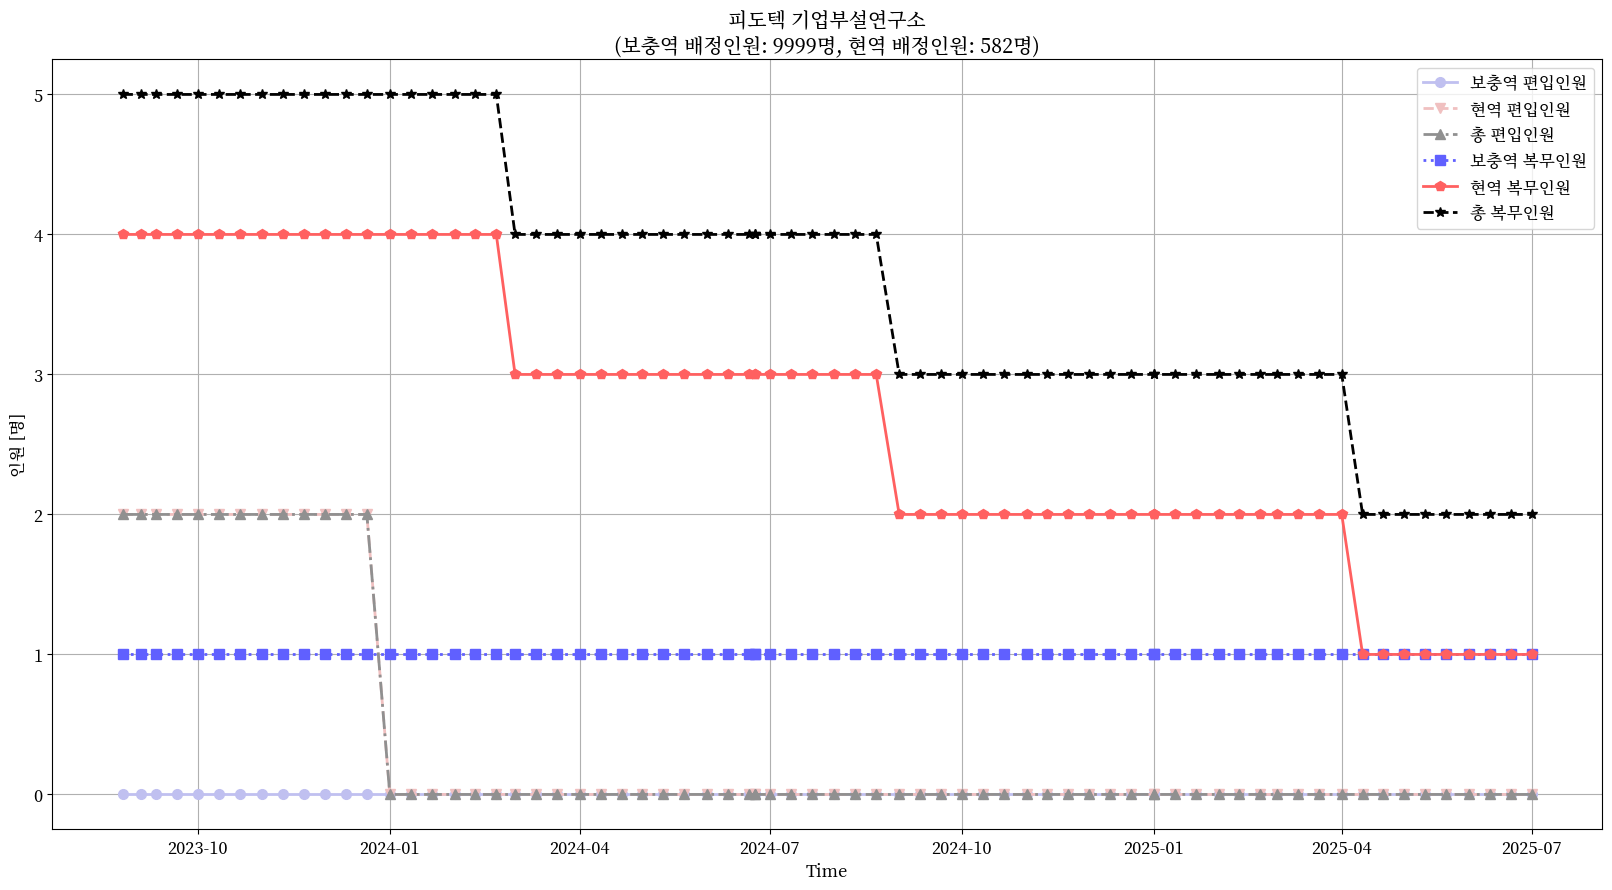 피도텍 기업부설연구소
(보충역 배정인원: 9999명, 현역 배정인원: 582명)
보충역 편입인원
현역 편입인원
총 편입인원
보충역 복무인원
현역 복무인원
총 복무인원
인원 [명]
5
4
3
2
1
0
2023-10
2024-01
2024-04
2024-07
2024-10
2025-01
2025-04
2025-07
Time